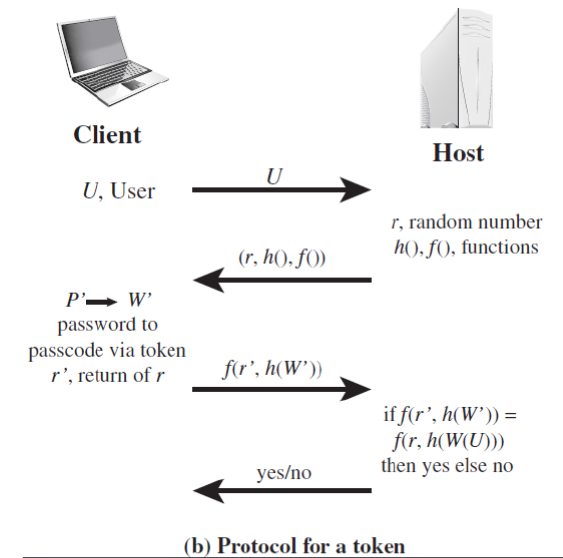 Client
Host
U, User
U
r, random number
h(), f(), functions
(r, h(), f())
P’ → W’
password to
passcode via token
r’, return of r
f(r’, h(W’))
if f(r’, h(W’)) =
f(r, h(W(U)))
then yes else no
yes/no
(b) Protocol for a token